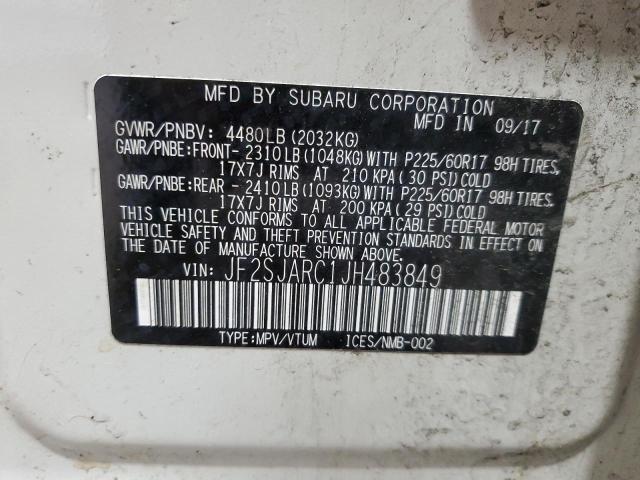 MFD BY SUBARU CORPORATION
MFD IN 09/17
GVWR/PNBV: 4480LB (2032KG)
GAWR/PNBE: FRONT- 2310LB (1048KG) WITH P225/60R17 98H TIRES,
17X7J RIMS AT 210 KPA (30 PSI) COLD
GAWR/PNBE: REAR - 2410LB (1093KG) WITH P225/60R17 98H TIRES,
17X7J RIMS AT 200 KPA (29 PSI) COLD
THIS VEHICLE CONFORMS TO ALL APPLICABLE FEDERAL MOTOR
VEHICLE SAFETY AND THEFT PREVENTION STANDARDS IN EFFECT ON
THE DATE OF MANUFACTURE SHOWN ABOVE.
VIN: JF2SJARC1JH483849
TYPE:MPV/VTUM ICES/NMB-002